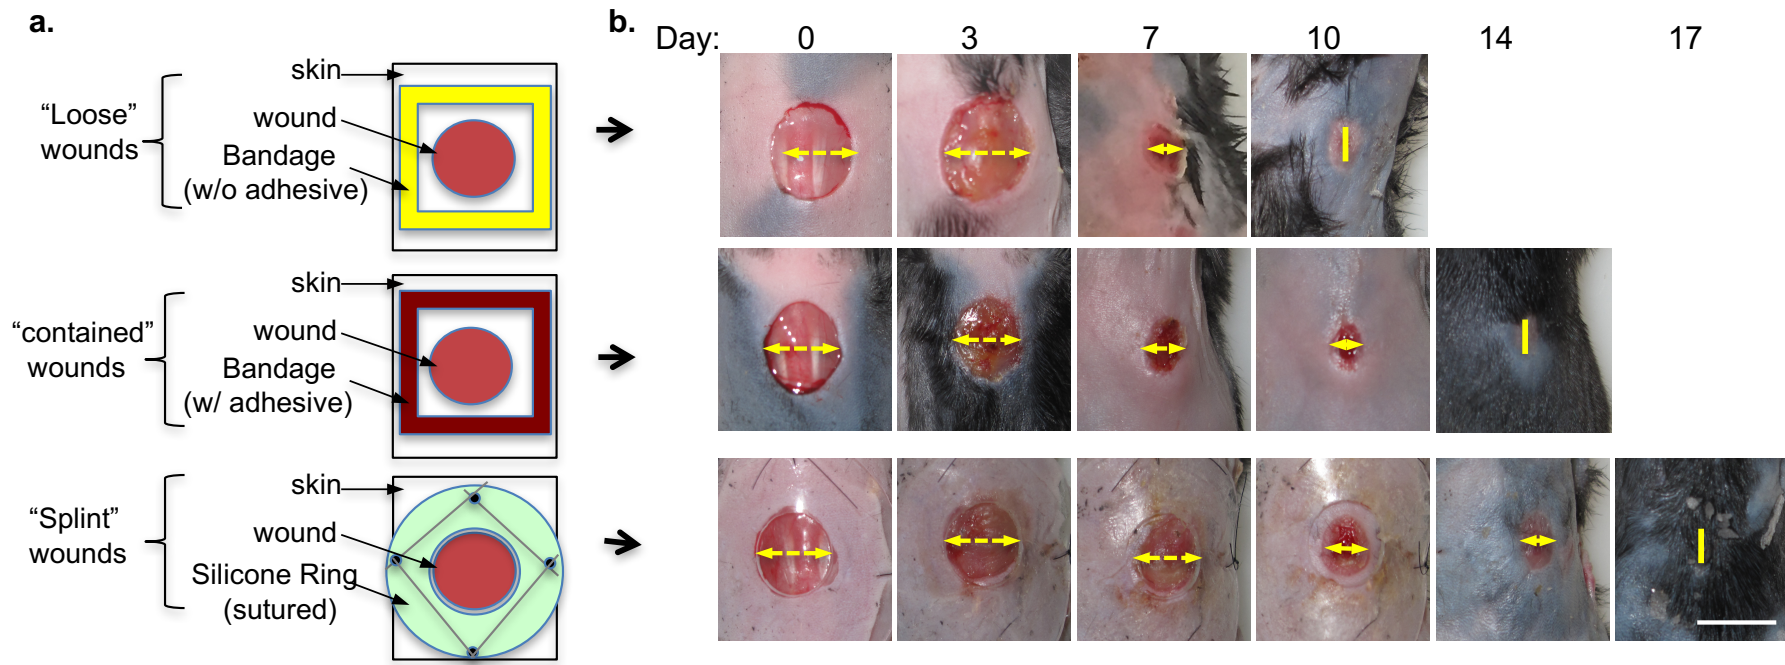 a.
skin
“Loose”
wounds
wound
Bandage
(w/o adhesive)
skin
“contained”
wounds
wound
Bandage
(w/ adhesive)
skin
“Splint”
wounds
wound
Silicone Ring
(sutured)
b.
Day: 0 3 7 10 14 17